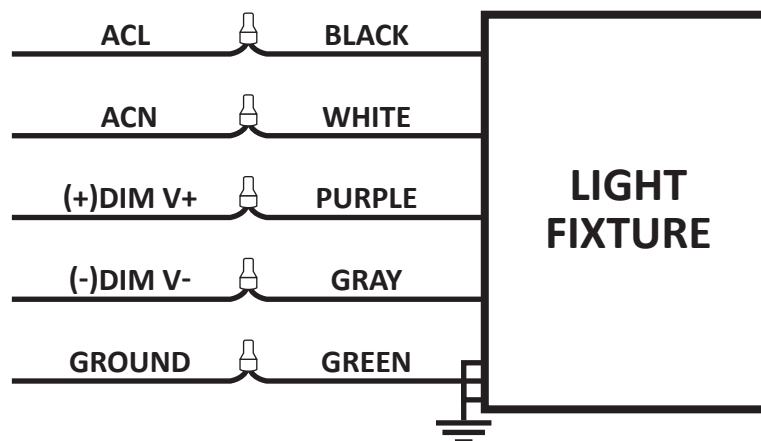 ACL BLACK
ACN WHITE
(+)DIM V+ PURPLE
(-)DIM V- GRAY
GROUND GREEN
LIGHT
FIXTURE